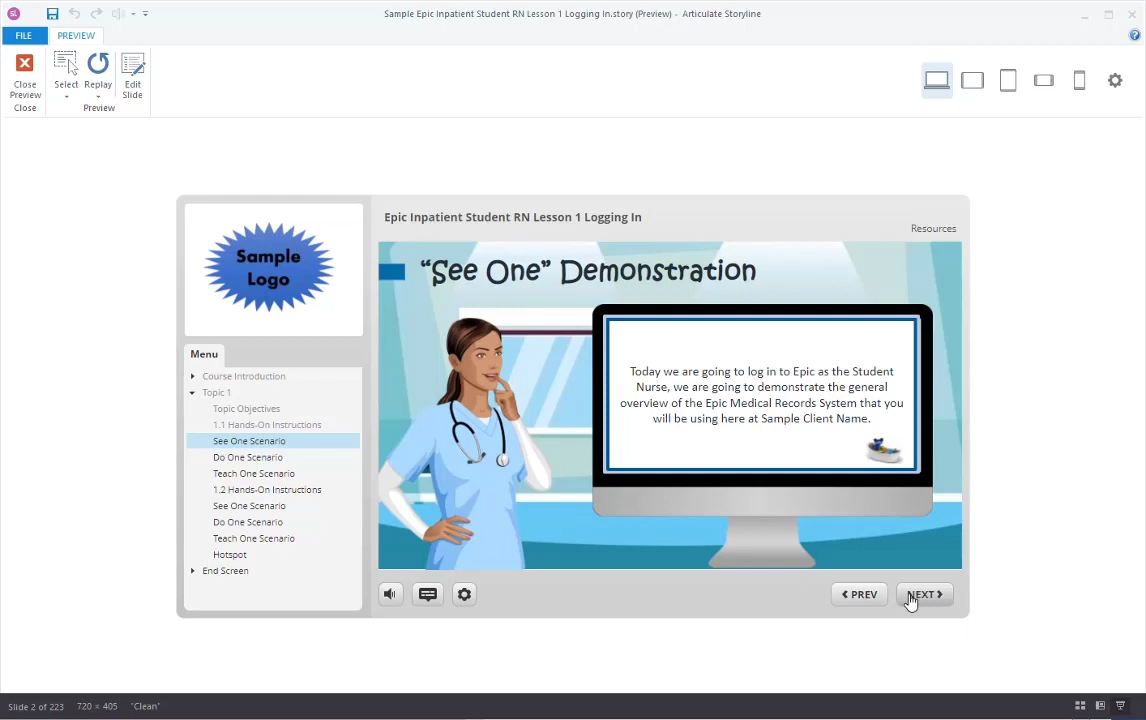 Sample Epic Inpatient Student RN Lesson 1 Logging In.story (Preview) - Articulate Storyline
FILE
PREVIEW
Close
Preview
Select
Replay
Edit
Slide
Close
Preview
Sample
Logo
Epic Inpatient Student RN Lesson 1 Logging In
Resources
Menu
Course Introduction
Topic 1
Topic Objectives
1.1 Hands-On Instructions
See One Scenario
Do One Scenario
Teach One Scenario
1.2 Hands-On Instructions
See One Scenario
Do One Scenario
Teach One Scenario
Hotspot
End Screen
“See One” Demonstration
Today we are going to log in to Epic as the Student
Nurse, we are going to demonstrate the general
overview of the Epic Medical Records System that you
will be using here at Sample Client Name.
PREV
NEXT
Slide 2 of 223
720 × 405
"Clean"